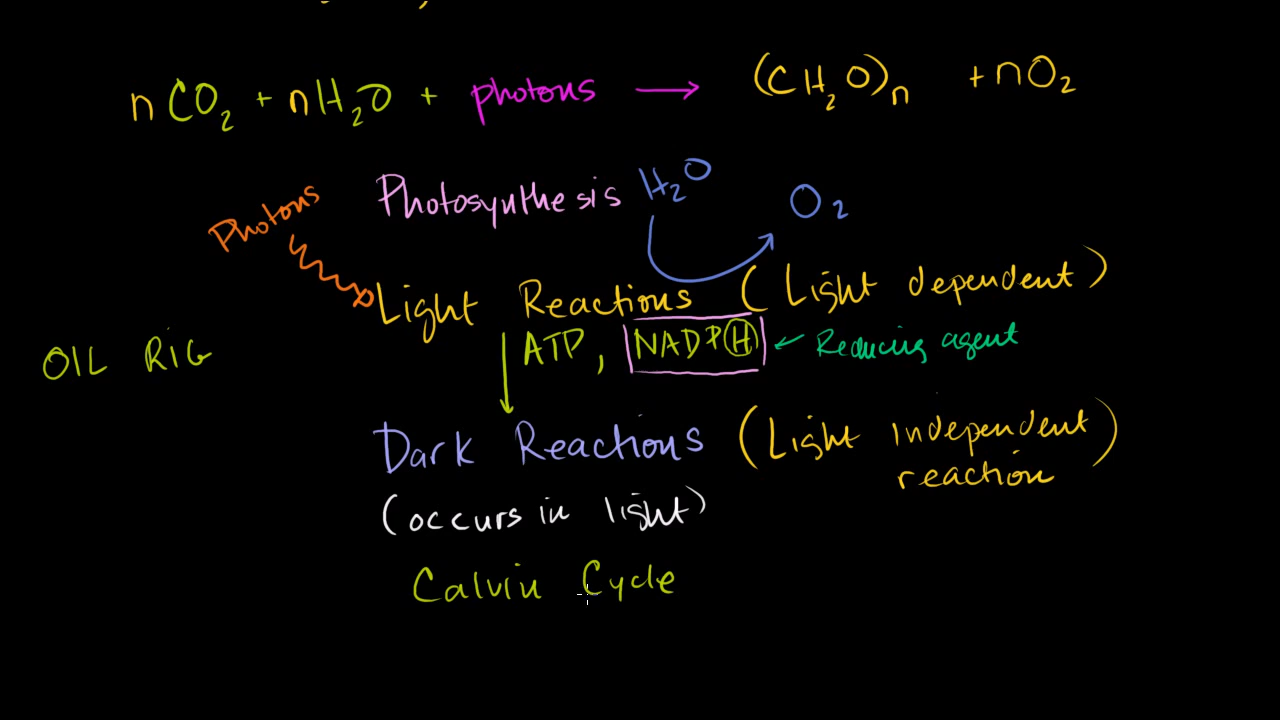 nCO₂ + nH₂O + photons → (CH₂O)n + nO₂
Photosynthesis H₂O O₂
Photons
Light Reactions (Light dependent)
ATP, NADPH ← Reducing agent
OIL RIG
Dark Reactions (Light independent
reaction)
(occurs in light)
Calvin Cycle